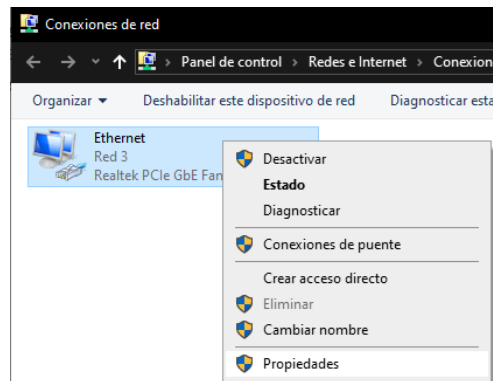 Conexiones de red
Panel de control > Redes e Internet > Conexion
Organizar Deshabilitar este dispositivo de red Diagnosticar esta
Ethernet
Red 3
Realtek PCIe GbE Fan
Desactivar
Estado
Diagnosticar
Conexiones de puente
Crear acceso directo
Eliminar
Cambiar nombre
Propiedades